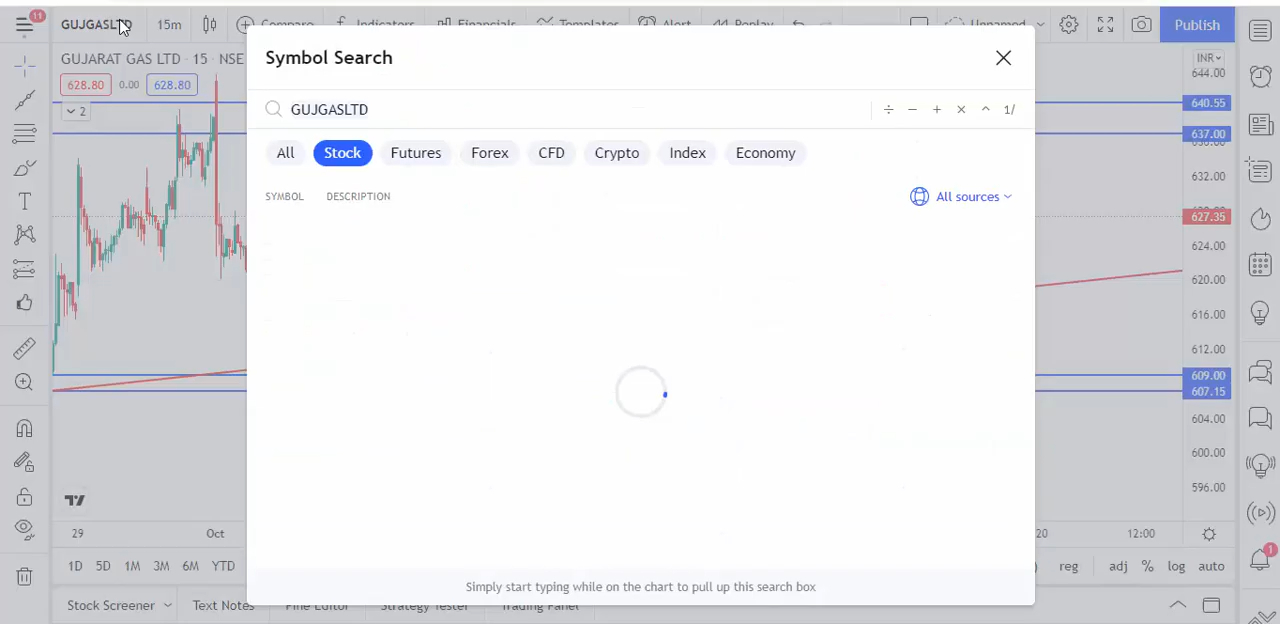 11
GUJGASLTD
15m
Compare
Indicators
Financials
Templates
Alert
Replay
Unnamed
Publish
GUJARAT GAS LTD · 15 · NSE
628.80
0.00
628.80
2
Symbol Search
GUJGASLTD
÷ − + × ^ 1/
All
Stock
Futures
Forex
CFD
Crypto
Index
Economy
SYMBOL
DESCRIPTION
All sources
INR
644.00
640.55
637.00
632.00
627.35
624.00
620.00
616.00
612.00
609.00
607.15
604.00
600.00
596.00
29
Oct
20
12:00
1D
5D
1M
3M
6M
YTD
reg
adj
%
log
auto
Simply start typing while on the chart to pull up this search box
Stock Screener
Text Notes
Pine Editor
Strategy Tester
Trading Panel
1